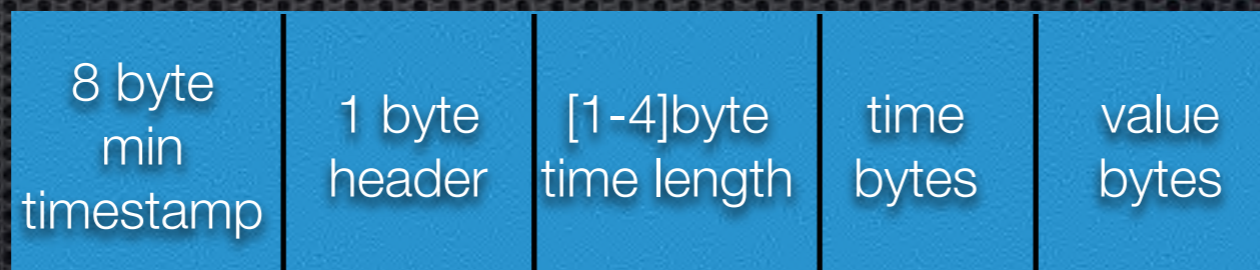 8 byte
min
timestamp
1 byte
header
[1-4]byte
time length
time
bytes
value
bytes